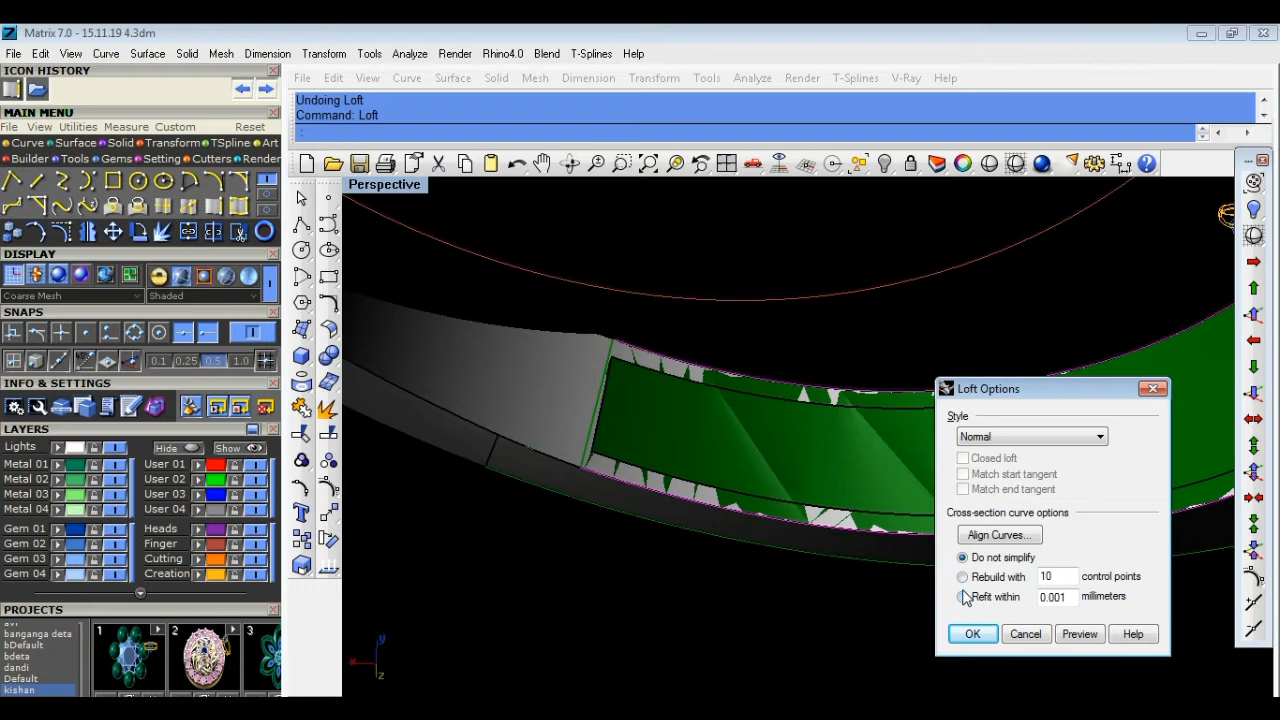 Matrix 7.0 - 15.11.19 4.3dm
File Edit View Curve Surface Solid Mesh Dimension Transform Tools Analyze Render Rhino4.0 Blend T-Splines Help
ICON HISTORY
MAIN MENU
File View Utilities Measure Custom Reset
Curve Surface Solid Transform TSpline Art
Builder Tools Gems Setting Cutters Render
DISPLAY
Coarse Mesh Shaded
SNAPS
0.1 0.25 0.5 1.0
INFO & SETTINGS
LAYERS
Lights Hide Show
Metal 01 User 01
Metal 02 User 02
Metal 03 User 03
Metal 04 User 04
Gem 01 Heads
Gem 02 Finger
Gem 03 Cutting
Gem 04 Creation
PROJECTS
banganga deta
bDefault
bdeta
dandi
Default
kishan
1 2 3
File Edit View Curve Surface Solid Mesh Dimension Transform Tools Analyze Render T-Splines V-Ray Help
Undoing Loft
Command: Loft
:
Perspective
x y z
Loft Options
Style
Normal
Closed loft
Match start tangent
Match end tangent
Cross-section curve options
Align Curves...
Do not simplify
Rebuild with 10 control points
Refit within 0.001 millimeters
OK Cancel Preview Help